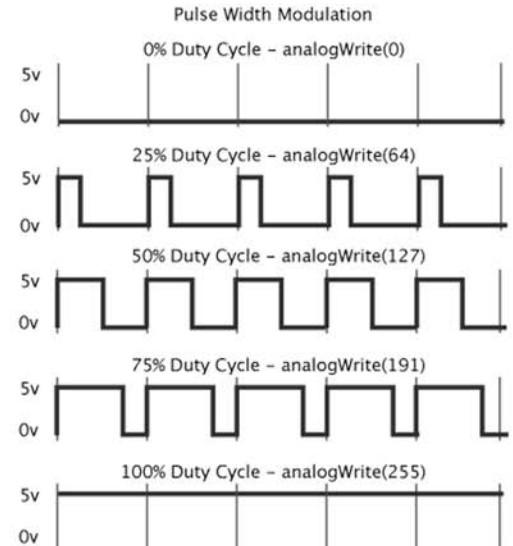 Pulse Width Modulation
0% Duty Cycle – analogWrite(0)
5v
0v
25% Duty Cycle – analogWrite(64)
5v
0v
50% Duty Cycle – analogWrite(127)
5v
0v
75% Duty Cycle – analogWrite(191)
5v
0v
100% Duty Cycle – analogWrite(255)
5v
0v